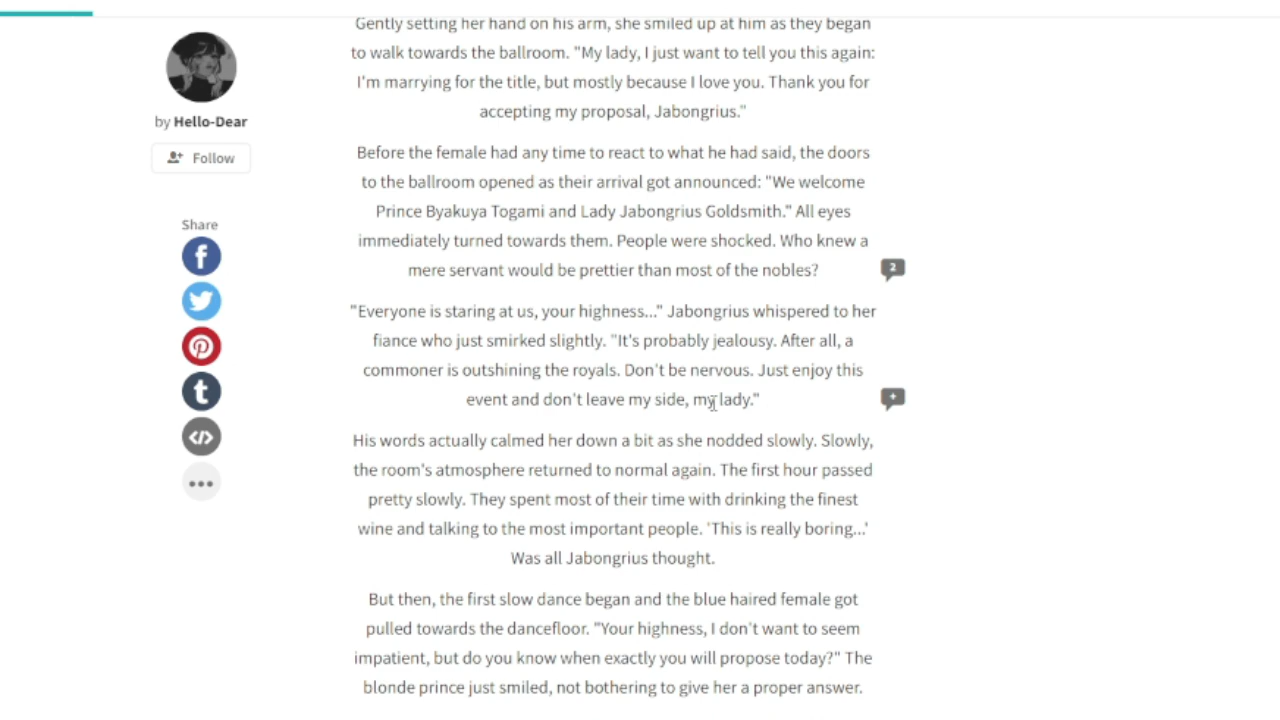 Gently setting her hand on his arm, she smiled up at him as they began
to walk towards the ballroom. "My lady, I just want to tell you this again:
I'm marrying for the title, but mostly because I love you. Thank you for
accepting my proposal, Jabongrius."
by Hello-Dear
Follow
Share
Before the female had any time to react to what he had said, the doors
to the ballroom opened as their arrival got announced: "We welcome
Prince Byakuya Togami and Lady Jabongrius Goldsmith." All eyes
immediately turned towards them. People were shocked. Who knew a
mere servant would be prettier than most of the nobles?
2
"Everyone is staring at us, your highness..." Jabongrius whispered to her
fiance who just smirked slightly. "It's probably jealousy. After all, a
commoner is outshining the royals. Don't be nervous. Just enjoy this
event and don't leave my side, my lady."
+
His words actually calmed her down a bit as she nodded slowly. Slowly,
the room's atmosphere returned to normal again. The first hour passed
pretty slowly. They spent most of their time with drinking the finest
wine and talking to the most important people. 'This is really boring...'
Was all Jabongrius thought.
But then, the first slow dance began and the blue haired female got
pulled towards the dancefloor. "Your highness, I don't want to seem
impatient, but do you know when exactly you will propose today?" The
blonde prince just smiled, not bothering to give her a proper answer.